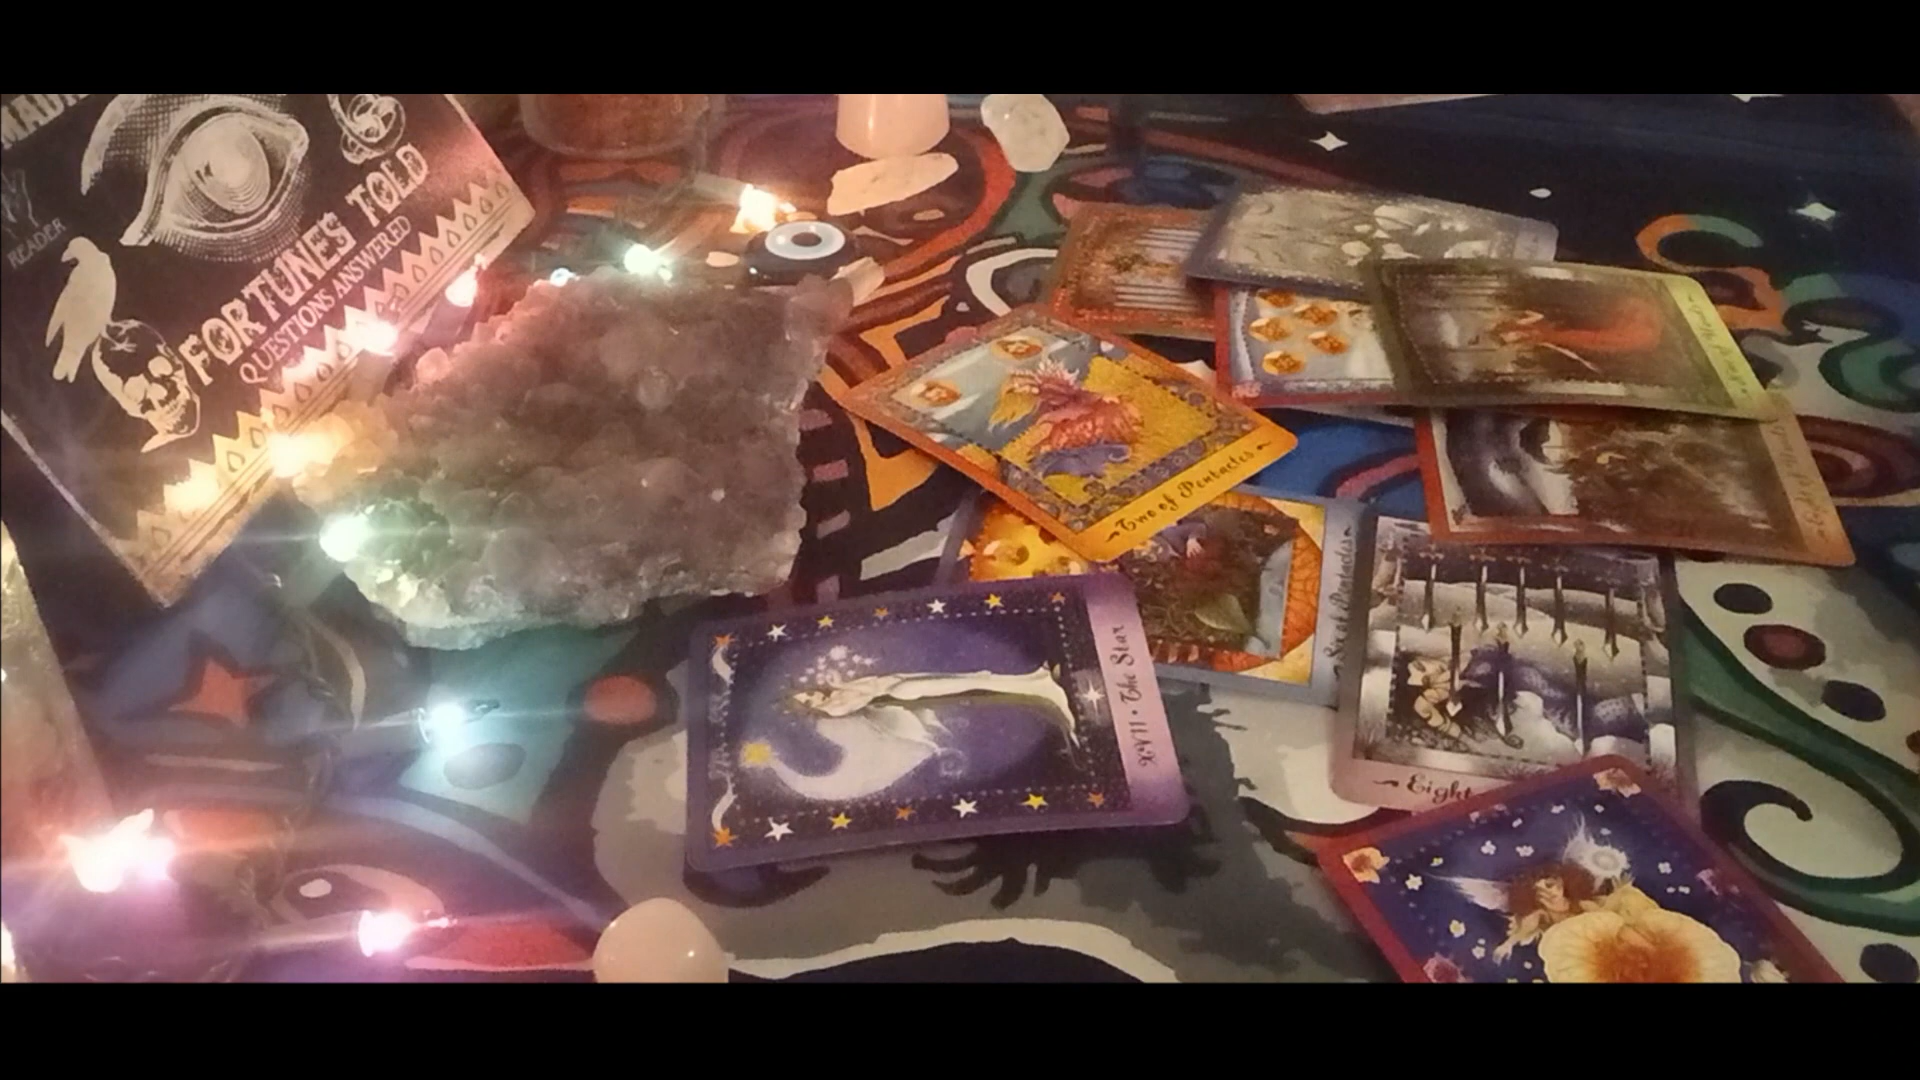 READER
FORTUNES TOLD
QUESTIONS ANSWERED
Two of Pentacles
Six of Pentacles
XVII • The Star
Eight